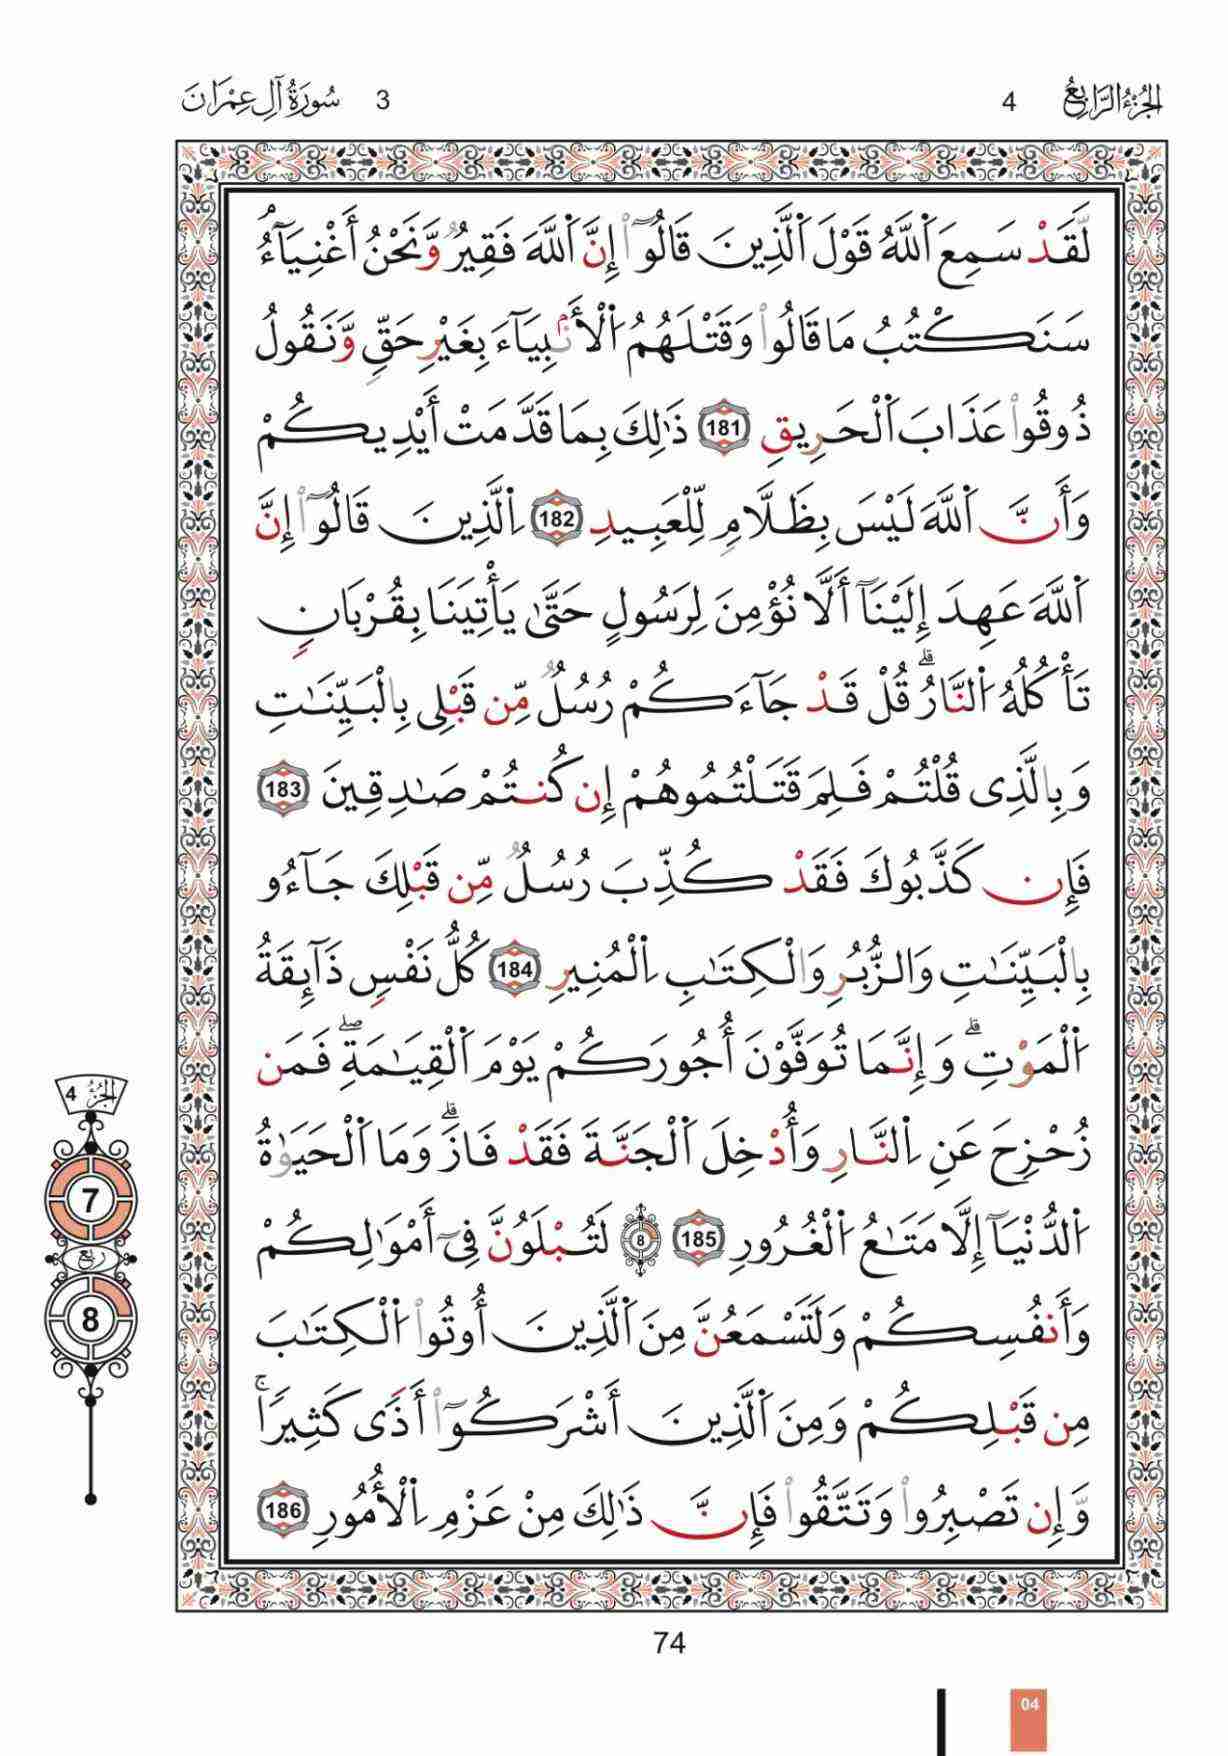 الجزء الرابع 4
3 سورة آل عمران
لَّقَدْ سَمِعَ ٱللَّهُ قَوْلَ ٱلَّذِينَ قَالُوٓا۟ إِنَّ ٱللَّهَ فَقِيرٌ وَّنَحْنُ أَغْنِيَآءُ ۘ
سَنَكْتُبُ مَا قَالُوا۟ وَقَتْلَهُمُ ٱلْأَنۢبِيَآءَ بِغَيْرِ حَقٍّ وَّنَقُولُ
ذُوقُوا۟ عَذَابَ ٱلْحَرِيقِ 181 ذَٰلِكَ بِمَا قَدَّمَتْ أَيْدِيكُمْ
وَأَنَّ ٱللَّهَ لَيْسَ بِظَلَّامٍ لِّلْعَبِيدِ 182 ٱلَّذِينَ قَالُوٓا۟ إِنَّ
ٱللَّهَ عَهِدَ إِلَيْنَآ أَلَّا نُؤْمِنَ لِرَسُولٍ حَتَّىٰ يَأْتِيَنَا بِقُرْبَانٍ
تَأْكُلُهُ ٱلنَّارُ ۗ قُلْ قَدْ جَآءَكُمْ رُسُلٌ مِّن قَبْلِى بِٱلْبَيِّنَـٰتِ
وَبِٱلَّذِى قُلْتُمْ فَلِمَ قَتَلْتُمُوهُمْ إِن كُنتُمْ صَـٰدِقِينَ 183
فَإِن كَذَّبُوكَ فَقَدْ كُذِّبَ رُسُلٌ مِّن قَبْلِكَ جَآءُو
بِٱلْبَيِّنَـٰتِ وَٱلزُّبُرِ وَٱلْكِتَـٰبِ ٱلْمُنِيرِ 184 كُلُّ نَفْسٍ ذَآئِقَةُ
ٱلْمَوْتِ ۗ وَإِنَّمَا تُوَفَّوْنَ أُجُورَكُمْ يَوْمَ ٱلْقِيَـٰمَةِ ۖ فَمَن
زُحْزِحَ عَنِ ٱلنَّارِ وَأُدْخِلَ ٱلْجَنَّةَ فَقَدْ فَازَ ۗ وَمَا ٱلْحَيَوٰةُ
ٱلدُّنْيَآ إِلَّا مَتَـٰعُ ٱلْغُرُورِ 185 8 لَتُبْلَوُنَّ فِىٓ أَمْوَٰلِكُمْ
وَأَنفُسِكُمْ وَلَتَسْمَعُنَّ مِنَ ٱلَّذِينَ أُوتُوا۟ ٱلْكِتَـٰبَ
مِن قَبْلِكُمْ وَمِنَ ٱلَّذِينَ أَشْرَكُوٓا۟ أَذًى كَثِيرًا ۚ
وَإِن تَصْبِرُوا۟ وَتَتَّقُوا۟ فَإِنَّ ذَٰلِكَ مِنْ عَزْمِ ٱلْأُمُورِ 186
الجزء 4
7
ربع
8
74
04